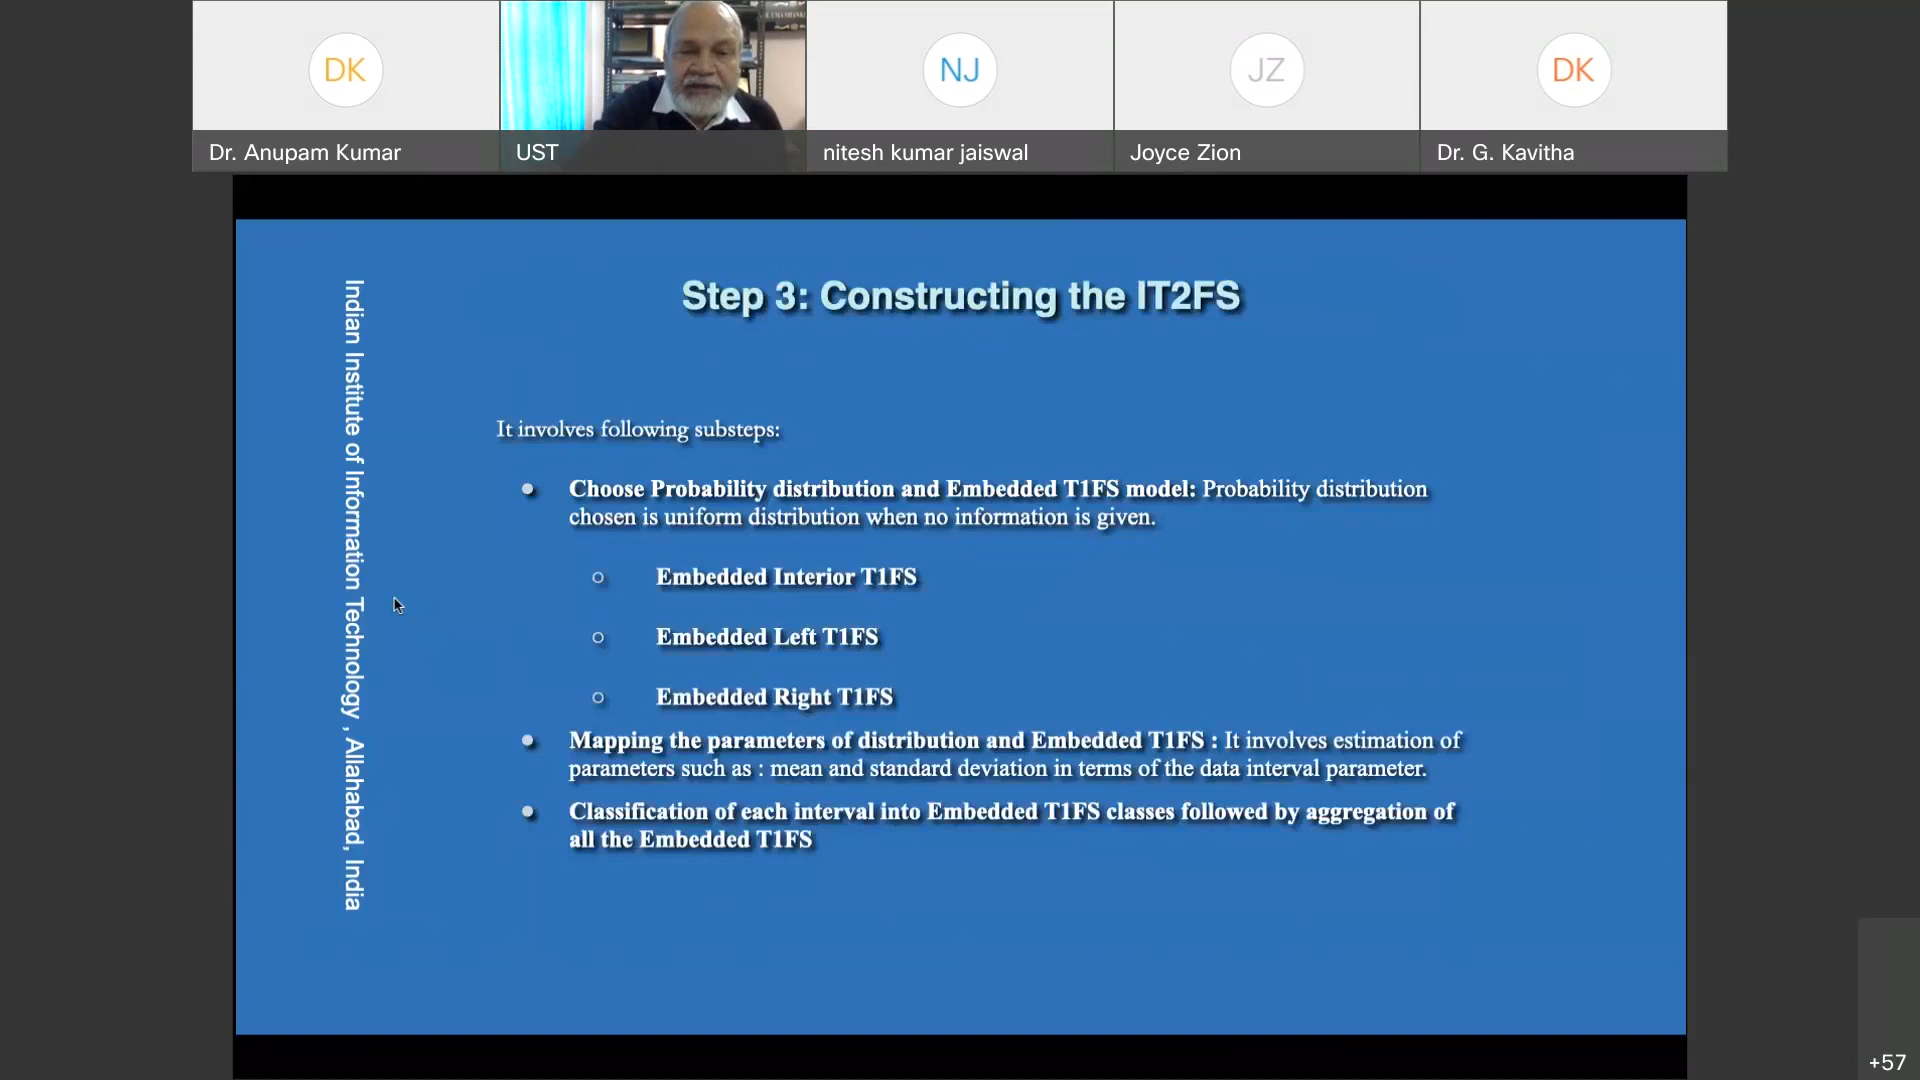 DK
NJ
JZ
DK
Dr. Anupam Kumar
UST
nitesh kumar jaiswal
Joyce Zion
Dr. G. Kavitha
Indian Institute of Information Technology , Allahabad, India
Step 3: Constructing the IT2FS
It involves following substeps:
Choose Probability distribution and Embedded T1FS model: Probability distribution
chosen is uniform distribution when no information is given.
Embedded Interior T1FS
Embedded Left T1FS
Embedded Right T1FS
Mapping the parameters of distribution and Embedded T1FS : It involves estimation of
parameters such as : mean and standard deviation in terms of the data interval parameter.
Classification of each interval into Embedded T1FS classes followed by aggregation of
all the Embedded T1FS
+57